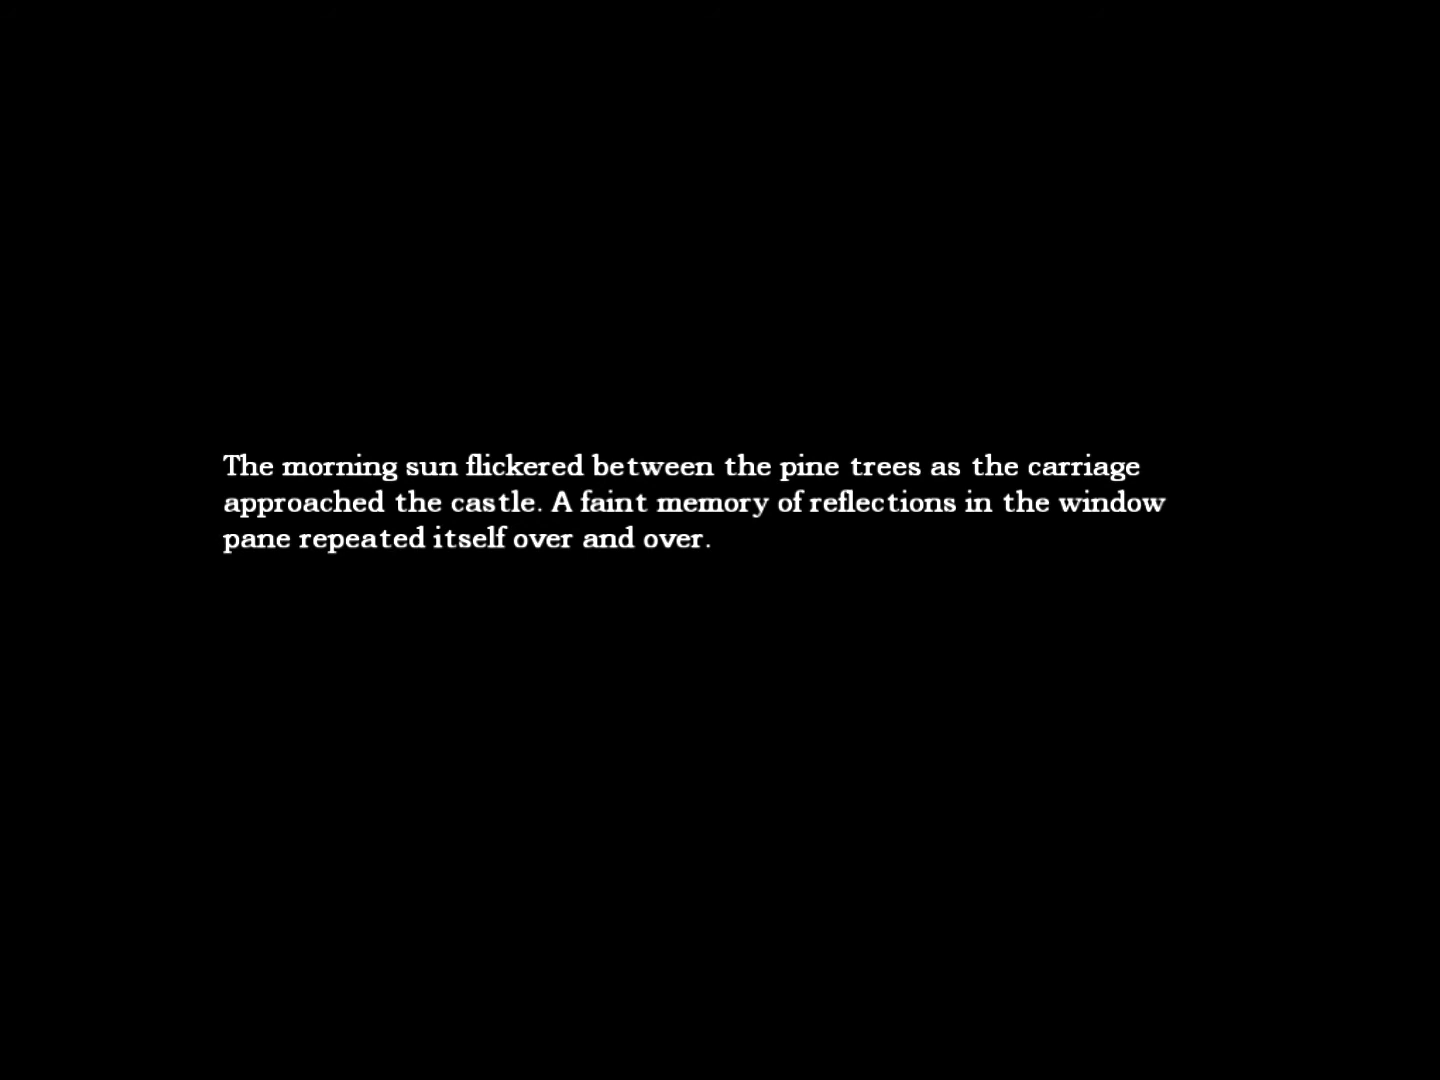 The morning sun flickered between the pine trees as the carriage
approached the castle. A faint memory of reflections in the window
pane repeated itself over and over.